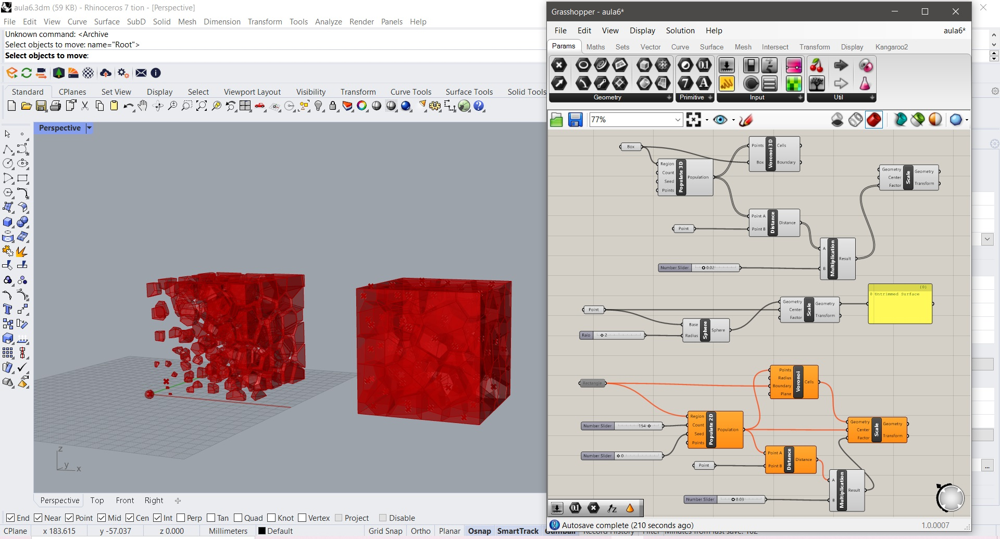 aula6.3dm (59 KB) - Rhinoceros 7 tion - [Perspective]
File Edit View Curve Surface SubD Solid Mesh Dimension Transform Tools Analyze Render Panels Help
Unknown command: <Archive
Select objects to move: name="Root">
Select objects to move:
Standard CPlanes Set View Display Select Viewport Layout Visibility Transform Curve Tools Surface Tools Solid Tools
Perspective
z
y x
Perspective Top Front Right
End Near Point Mid Cen Int Perp Tan Quad Knot Vertex Project Disable
CPlane x 183.615 y -57.037 z 0.000 Millimeters Default Grid Snap Ortho Planar Osnap SmartTrack Gumball Record History Filter Minutes from last save: 102
Grasshopper - aula6*
File Edit View Display Solution Help aula6*
Params Maths Sets Vector Curve Surface Mesh Intersect Transform Display Kangaroo2
Geometry Primitive Input Util
77%
Box
Region
Count
Seed
Points
Populate 3D
Population
Points
Box
Voronoi 3D
Cells
Boundary
Geometry
Center
Factor
Scale
Geometry
Transform
Point
Point A
Point B
Distance
Distance
A
B
Multiplication
Result
Number Slider 0.02
Point
Raio 2
Base
Radius
Sphere
Sphere
Geometry
Center
Factor
Scale
Geometry
Transform
{0}
0 Untrimmed Surface
Rectangle
Points
Radius
Boundary
Plane
Voronoi
Cells
Number Slider 154
Number Slider 0
Region
Count
Seed
Points
Populate 2D
Population
Geometry
Center
Factor
Scale
Geometry
Transform
Point
Point A
Point B
Distance
Distance
A
B
Multiplication
Result
Number Slider 0.03
Autosave complete (210 seconds ago) 1.0.0007